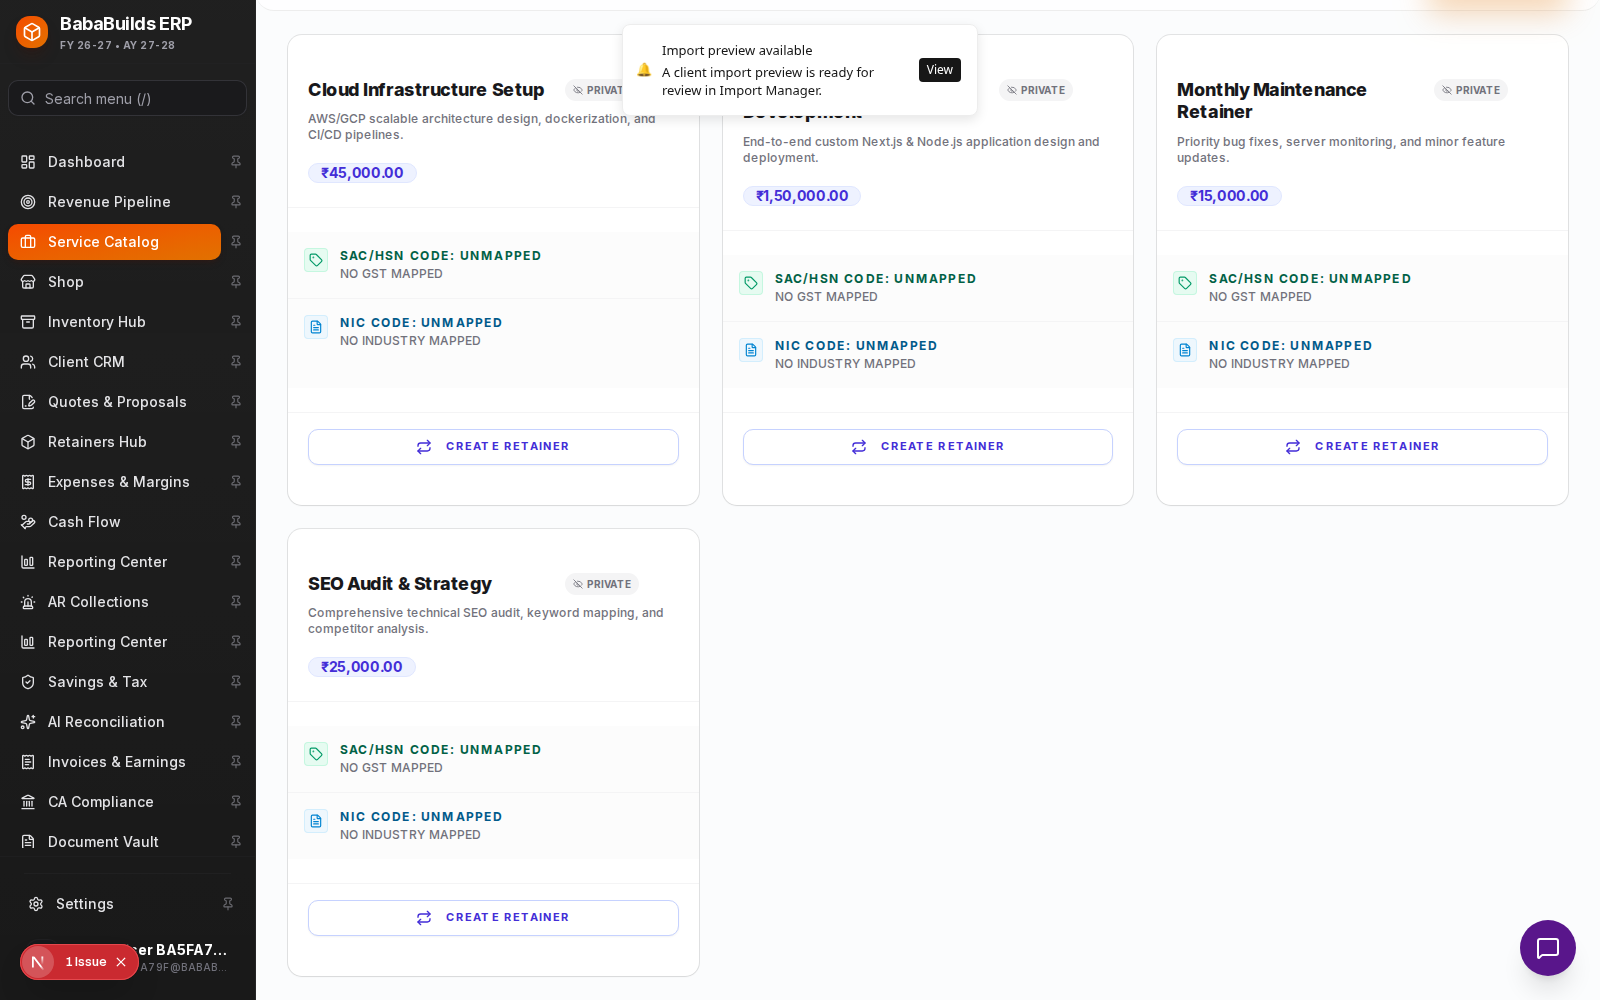 BabaBuilds ERP
FY 26-27 • AY 27-28
Search menu (/)
Dashboard
Revenue Pipeline
Service Catalog
Shop
Inventory Hub
Client CRM
Quotes & Proposals
Retainers Hub
Expenses & Margins
Cash Flow
Reporting Center
AR Collections
Reporting Center
Savings & Tax
AI Reconciliation
Invoices & Earnings
CA Compliance
Document Vault
Settings
ser BA5FA7...
A79F@BABAB...
1 Issue
Import preview available
A client import preview is ready for
review in Import Manager.
View
Cloud Infrastructure Setup
AWS/GCP scalable architecture design, dockerization, and
CI/CD pipelines.
₹45,000.00
SAC/HSN CODE: UNMAPPED
NO GST MAPPED
NIC CODE: UNMAPPED
NO INDUSTRY MAPPED
CREATE RETAINER
PRIVATE
End-to-end custom Next.js & Node.js application design and
deployment.
₹1,50,000.00
SAC/HSN CODE: UNMAPPED
NO GST MAPPED
NIC CODE: UNMAPPED
NO INDUSTRY MAPPED
CREATE RETAINER
Monthly Maintenance
Retainer
PRIVATE
Priority bug fixes, server monitoring, and minor feature
updates.
₹15,000.00
SAC/HSN CODE: UNMAPPED
NO GST MAPPED
NIC CODE: UNMAPPED
NO INDUSTRY MAPPED
CREATE RETAINER
SEO Audit & Strategy
PRIVATE
Comprehensive technical SEO audit, keyword mapping, and
competitor analysis.
₹25,000.00
SAC/HSN CODE: UNMAPPED
NO GST MAPPED
NIC CODE: UNMAPPED
NO INDUSTRY MAPPED
CREATE RETAINER